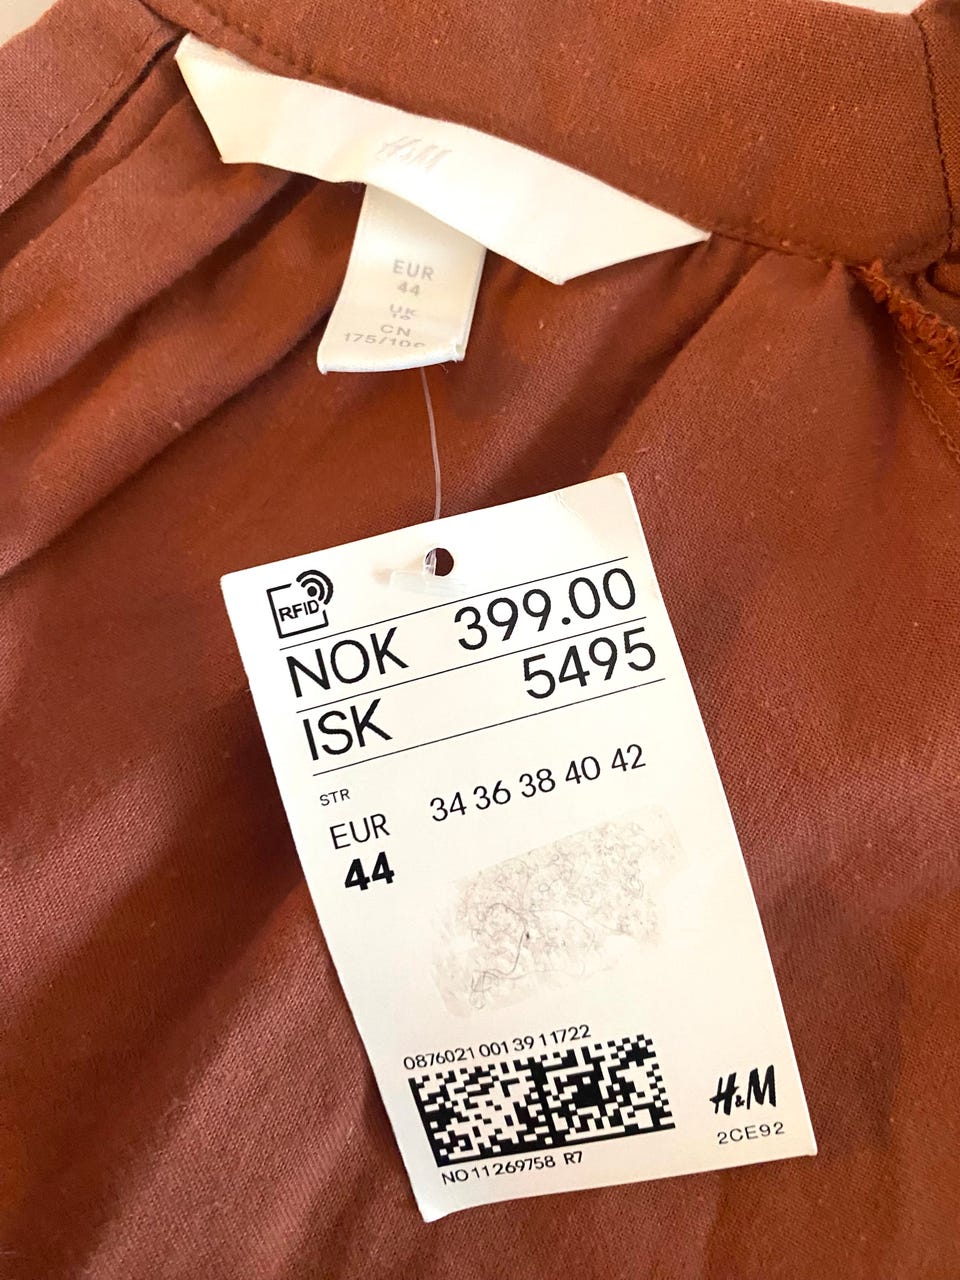 H&M
EUR
44
UK
CN
RFID
NOK 399.00
ISK 5495
STR
EUR 34 36 38 40 42
44
0876021 001 39 11722
NO11269758 R7
H&M
2CE92